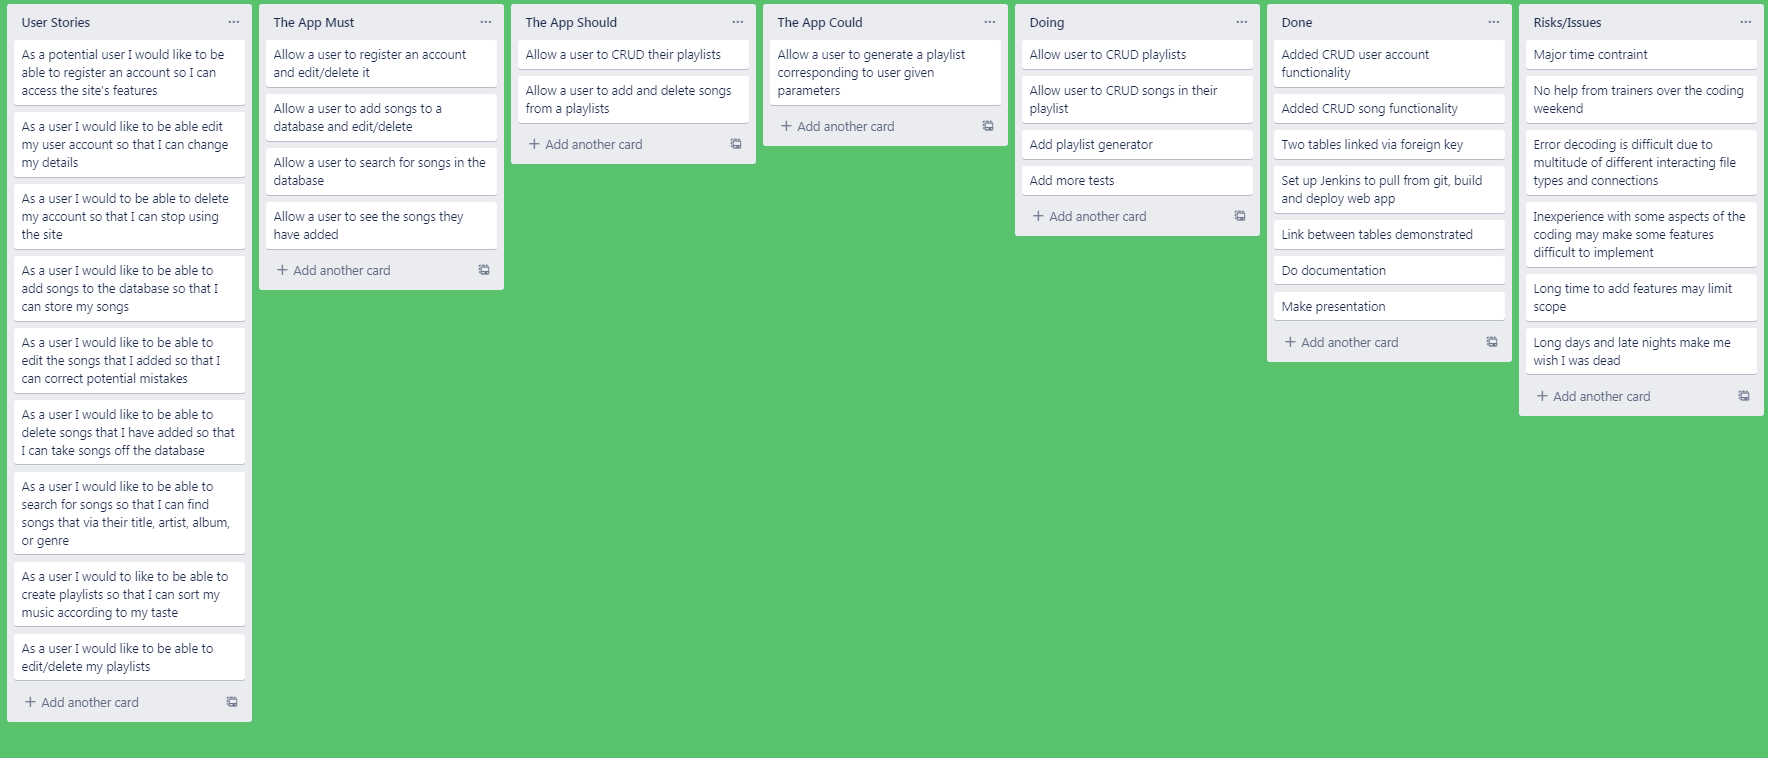 User Stories
As a potential user I would like to be
able to register an account so I can
access the site's features
As a user I would like to be able edit
my user account so that I can change
my details
As a user I would to be able to delete
my account so that I can stop using
the site
As a user I would like to be able to
add songs to the database so that I
can store my songs
As a user I would like to be able to
edit the songs that I added so that I
can correct potential mistakes
As a user I would like to be able to
delete songs that I have added so that
I can take songs off the database
As a user I would like to be able to
search for songs so that I can find
songs that via their title, artist, album,
or genre
As a user I would to like to be able to
create playlists so that I can sort my
music according to my taste
As a user I would like to be able to
edit/delete my playlists
+ Add another card
The App Must
Allow a user to register an account
and edit/delete it
Allow a user to add songs to a
database and edit/delete
Allow a user to search for songs in the
database
Allow a user to see the songs they
have added
+ Add another card
The App Should
Allow a user to CRUD their playlists
Allow a user to add and delete songs
from a playlists
+ Add another card
The App Could
Allow a user to generate a playlist
corresponding to user given
parameters
+ Add another card
Doing
Allow user to CRUD playlists
Allow user to CRUD songs in their
playlist
Add playlist generator
Add more tests
+ Add another card
Done
Added CRUD user account
functionality
Added CRUD song functionality
Two tables linked via foreign key
Set up Jenkins to pull from git, build
and deploy web app
Link between tables demonstrated
Do documentation
Make presentation
+ Add another card
Risks/Issues
Major time contraint
No help from trainers over the coding
weekend
Error decoding is difficult due to
multitude of different interacting file
types and connections
Inexperience with some aspects of the
coding may make some features
difficult to implement
Long time to add features may limit
scope
Long days and late nights make me
wish I was dead
+ Add another card